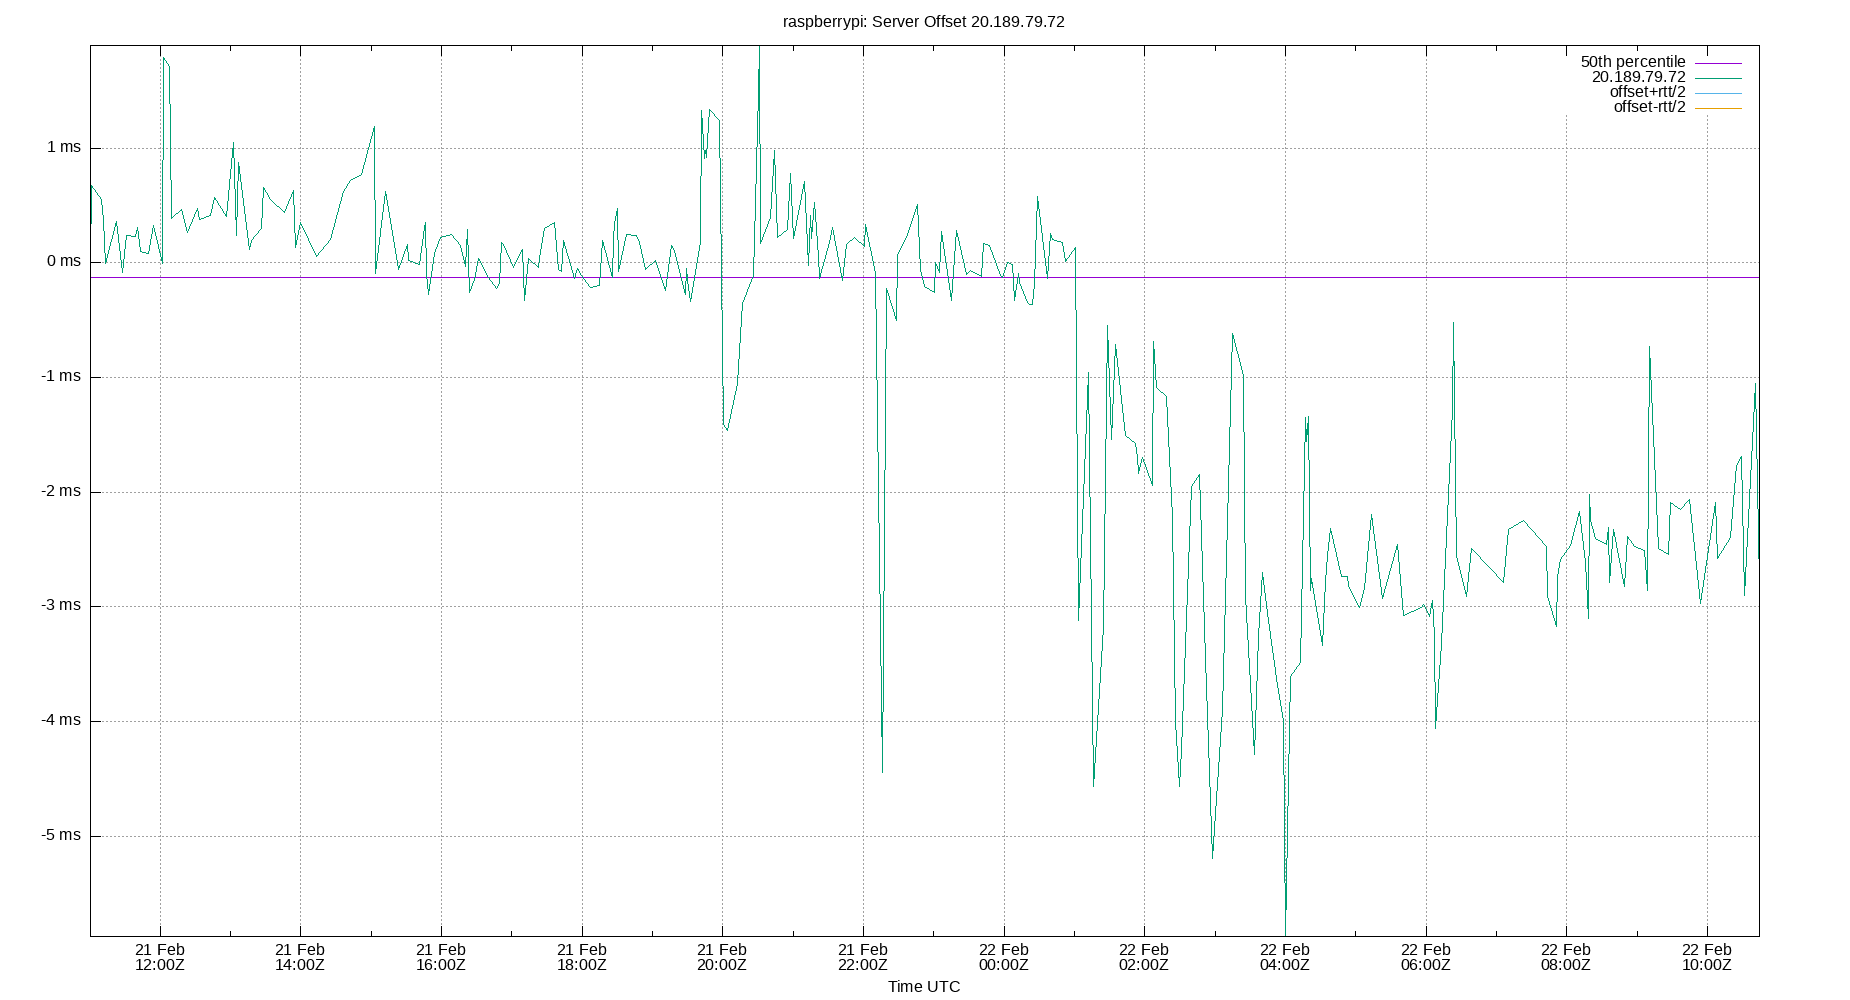 raspberrypi: Server Offset 20.189.79.72
50th percentile
20.189.79.72
offset+rtt/2
offset-rtt/2
1 ms
0 ms
-1 ms
-2 ms
-3 ms
-4 ms
-5 ms
21 Feb 21 Feb 21 Feb 21 Feb 21 Feb 21 Feb 22 Feb 22 Feb 22 Feb 22 Feb 22 Feb 22 Feb
12:00Z 14:00Z 16:00Z 18:00Z 20:00Z 22:00Z 00:00Z 02:00Z 04:00Z 06:00Z 08:00Z 10:00Z
Time UTC